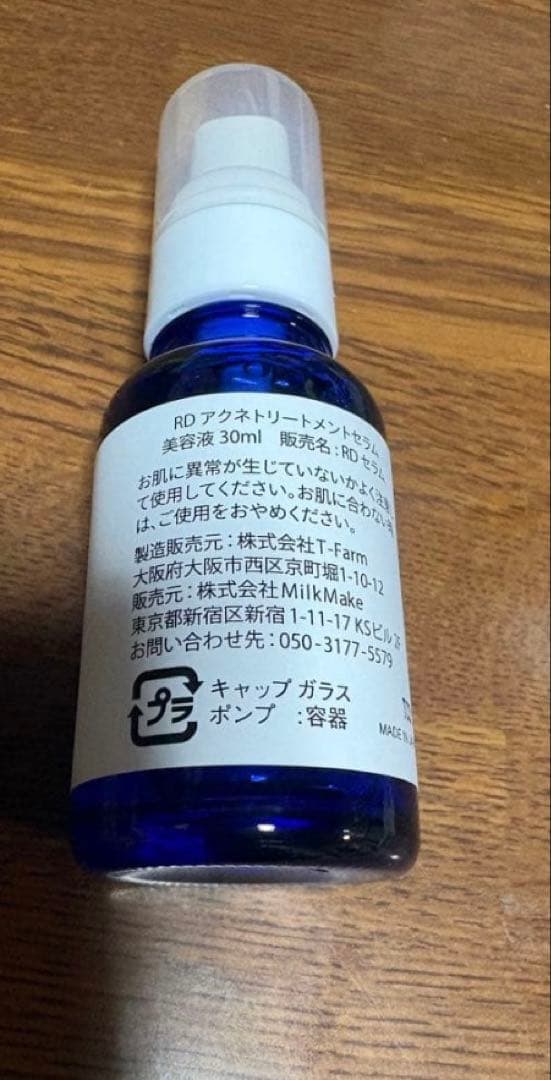 RD アクネトリートメントセラム
美容液 30ml 販売名 : RD セラム
お肌に異常が生じていないかよく注意し
て使用してください。お肌に合わない
は、ご使用をおやめください。
製造販売元 : 株式会社T-Farm
大阪府大阪市西区京町堀1-10-12
販売元 : 株式会社MilkMake
東京都新宿区新宿1-11-17 KSビル 2F
お問い合わせ先 : 050-3177-5579
プラ
キャップ ガラス
ポンプ : 容器
MADE IN